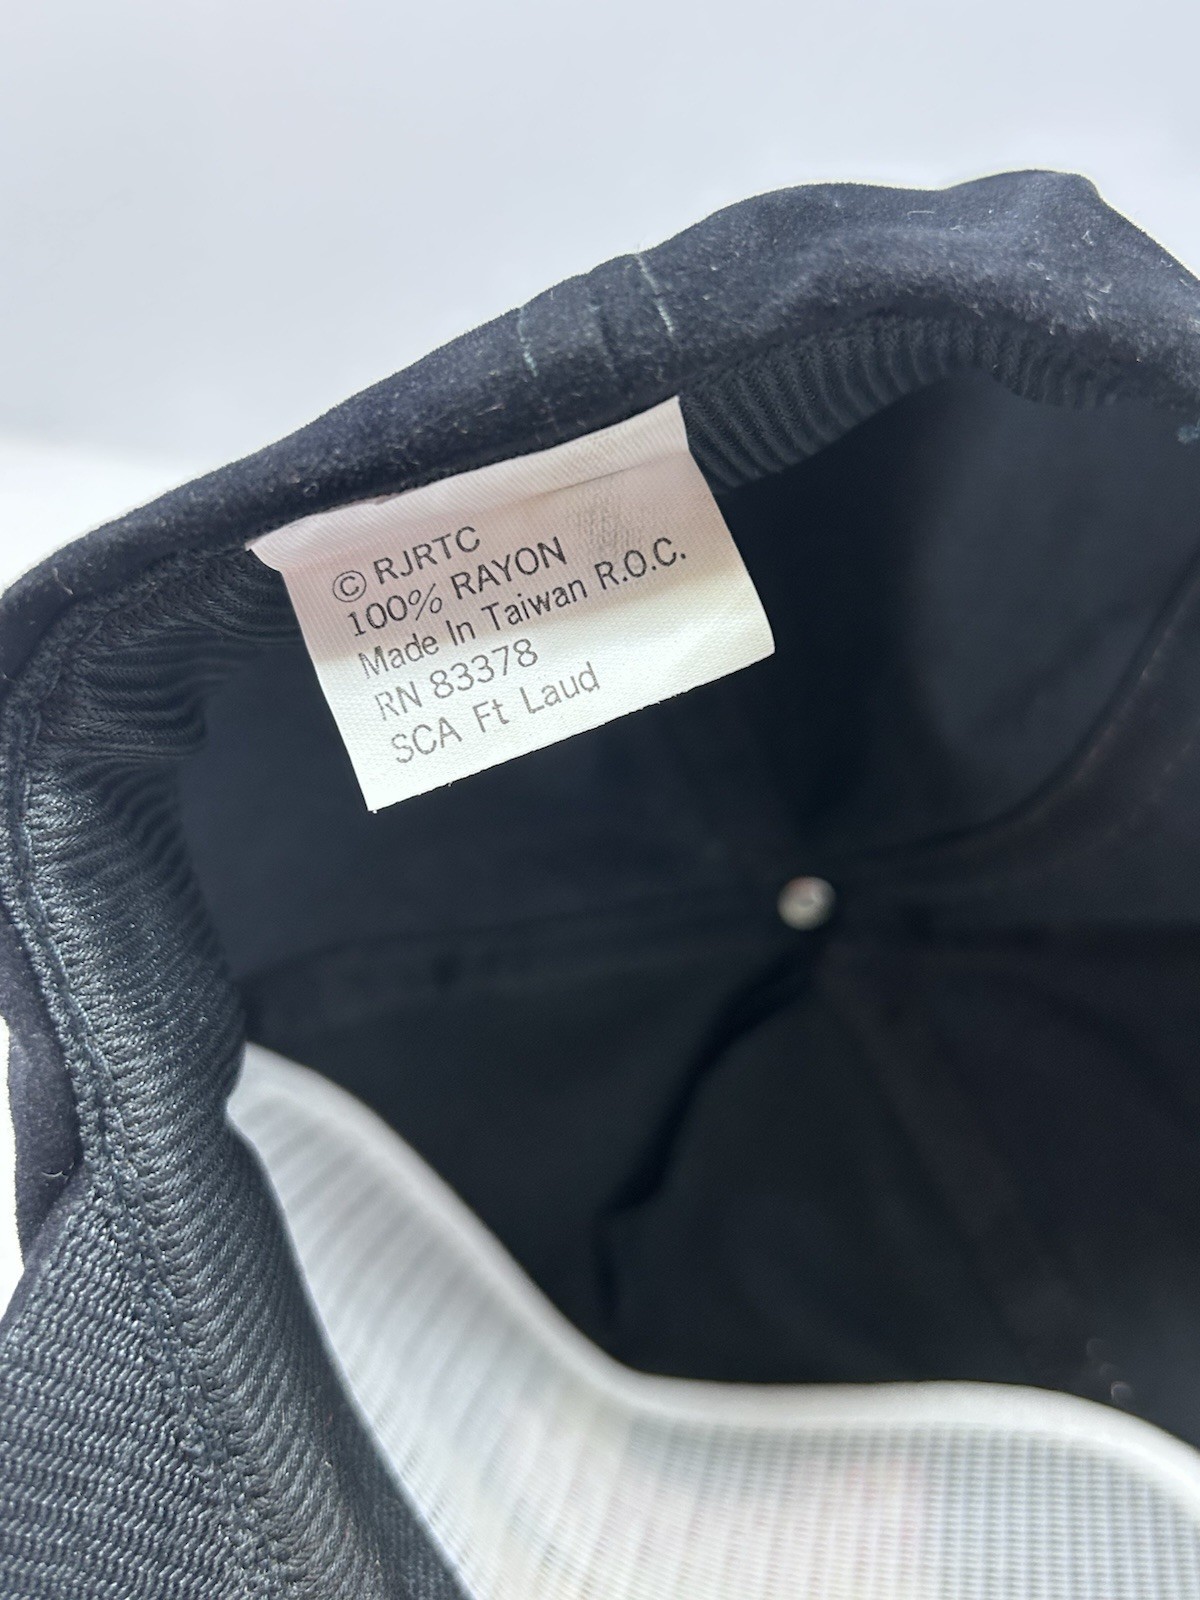 © RJRTC
100% RAYON
Made In Taiwan R.O.C.
RN 83378
SCA Ft Laud